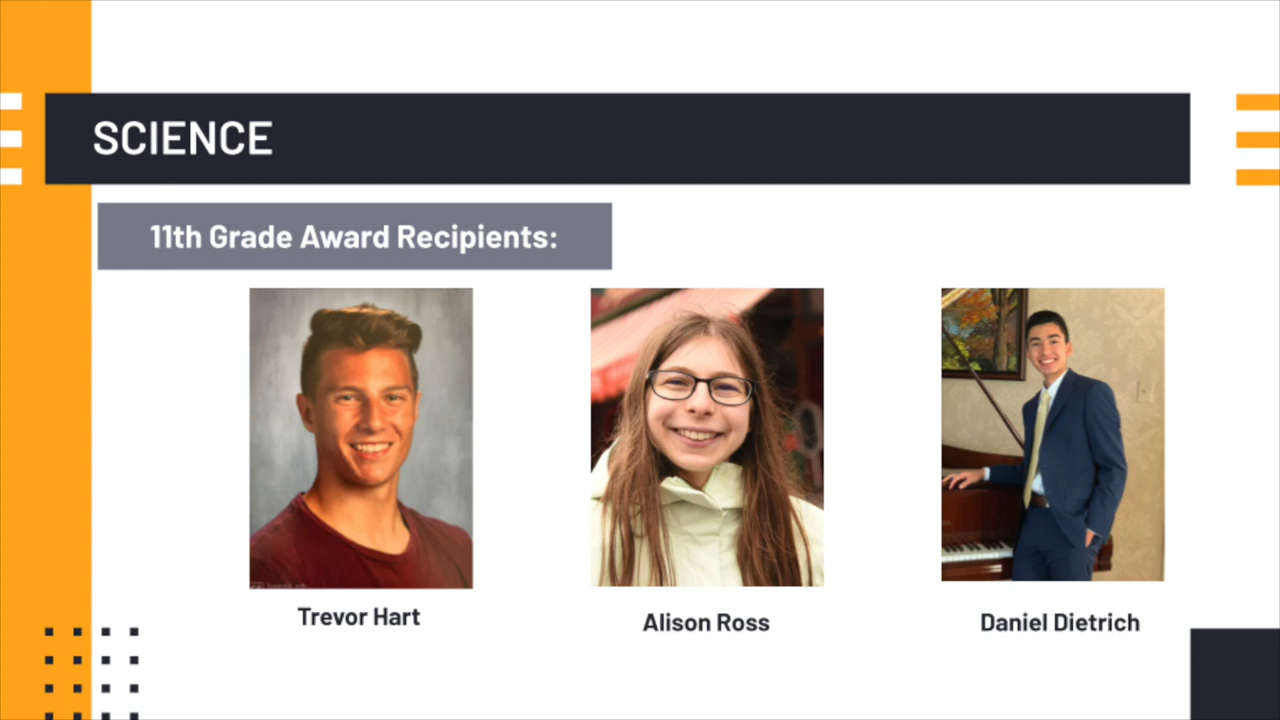 SCIENCE
11th Grade Award Recipients:
Trevor Hart
Alison Ross
Daniel Dietrich